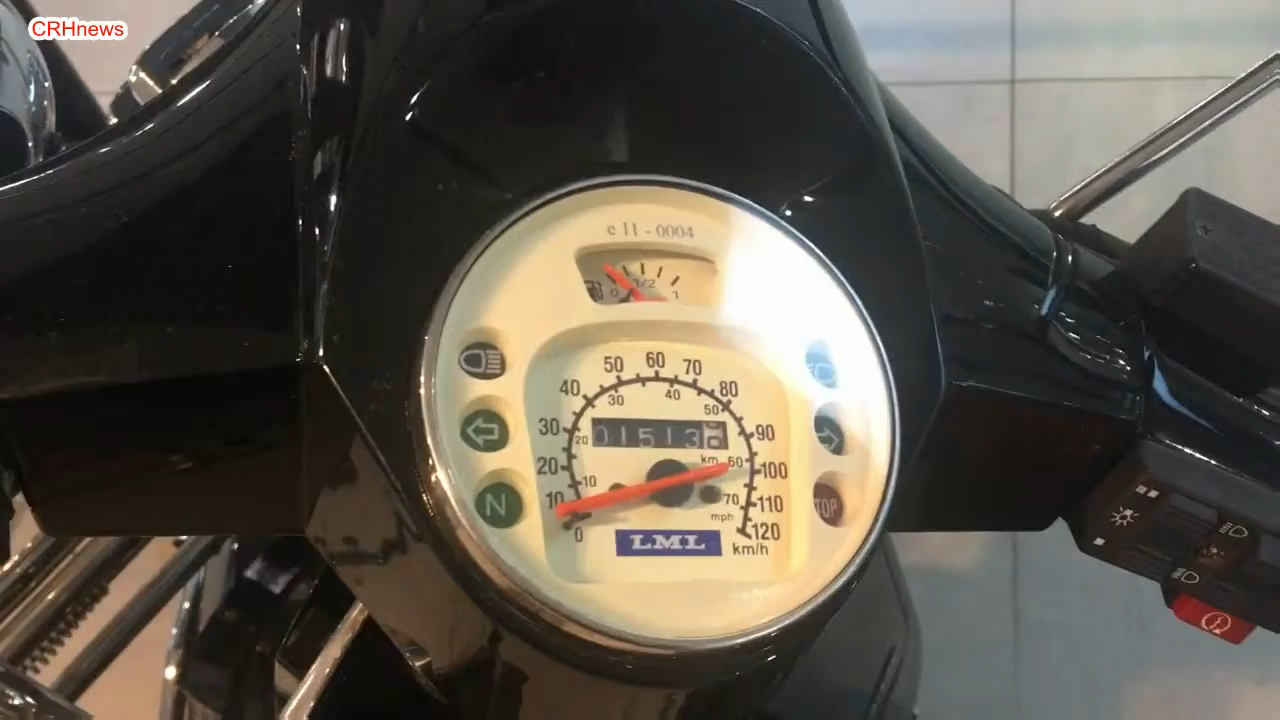 CRHnews
e 11 - 0004
0 1/2 1
50 60 70
40 80
30 40
50
30 90
20
01513
20 km 60 100
10
10 70 110
N
TOP
mph
0 120
LML
km/h